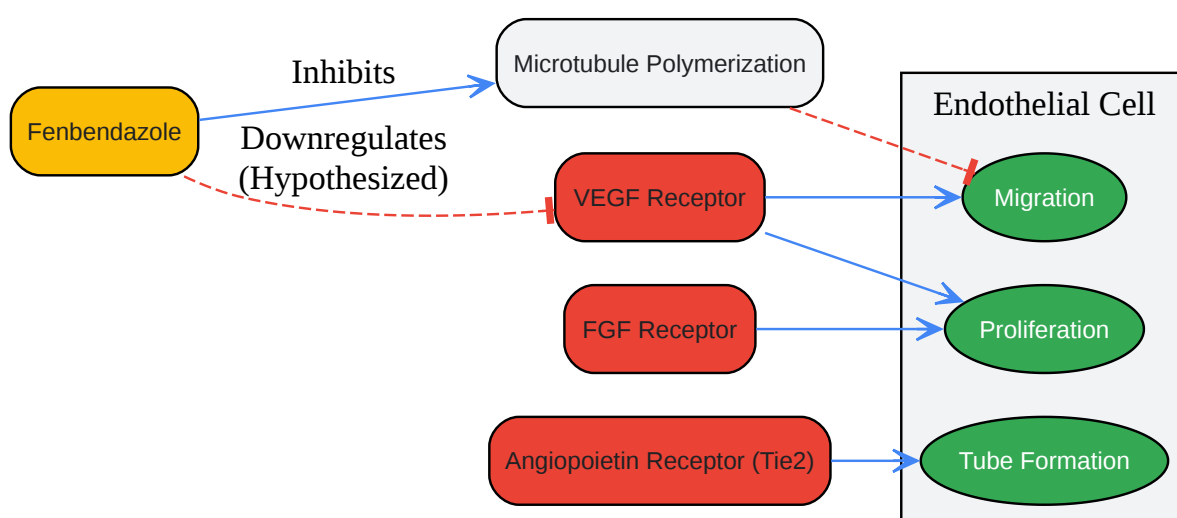 Inhibits
Microtubule Polymerization
Endothelial Cell
Fenbendazole
Downregulates
(Hypothesized)
VEGF Receptor
Migration
FGF Receptor
Proliferation
Angiopoietin Receptor (Tie2)
Tube Formation